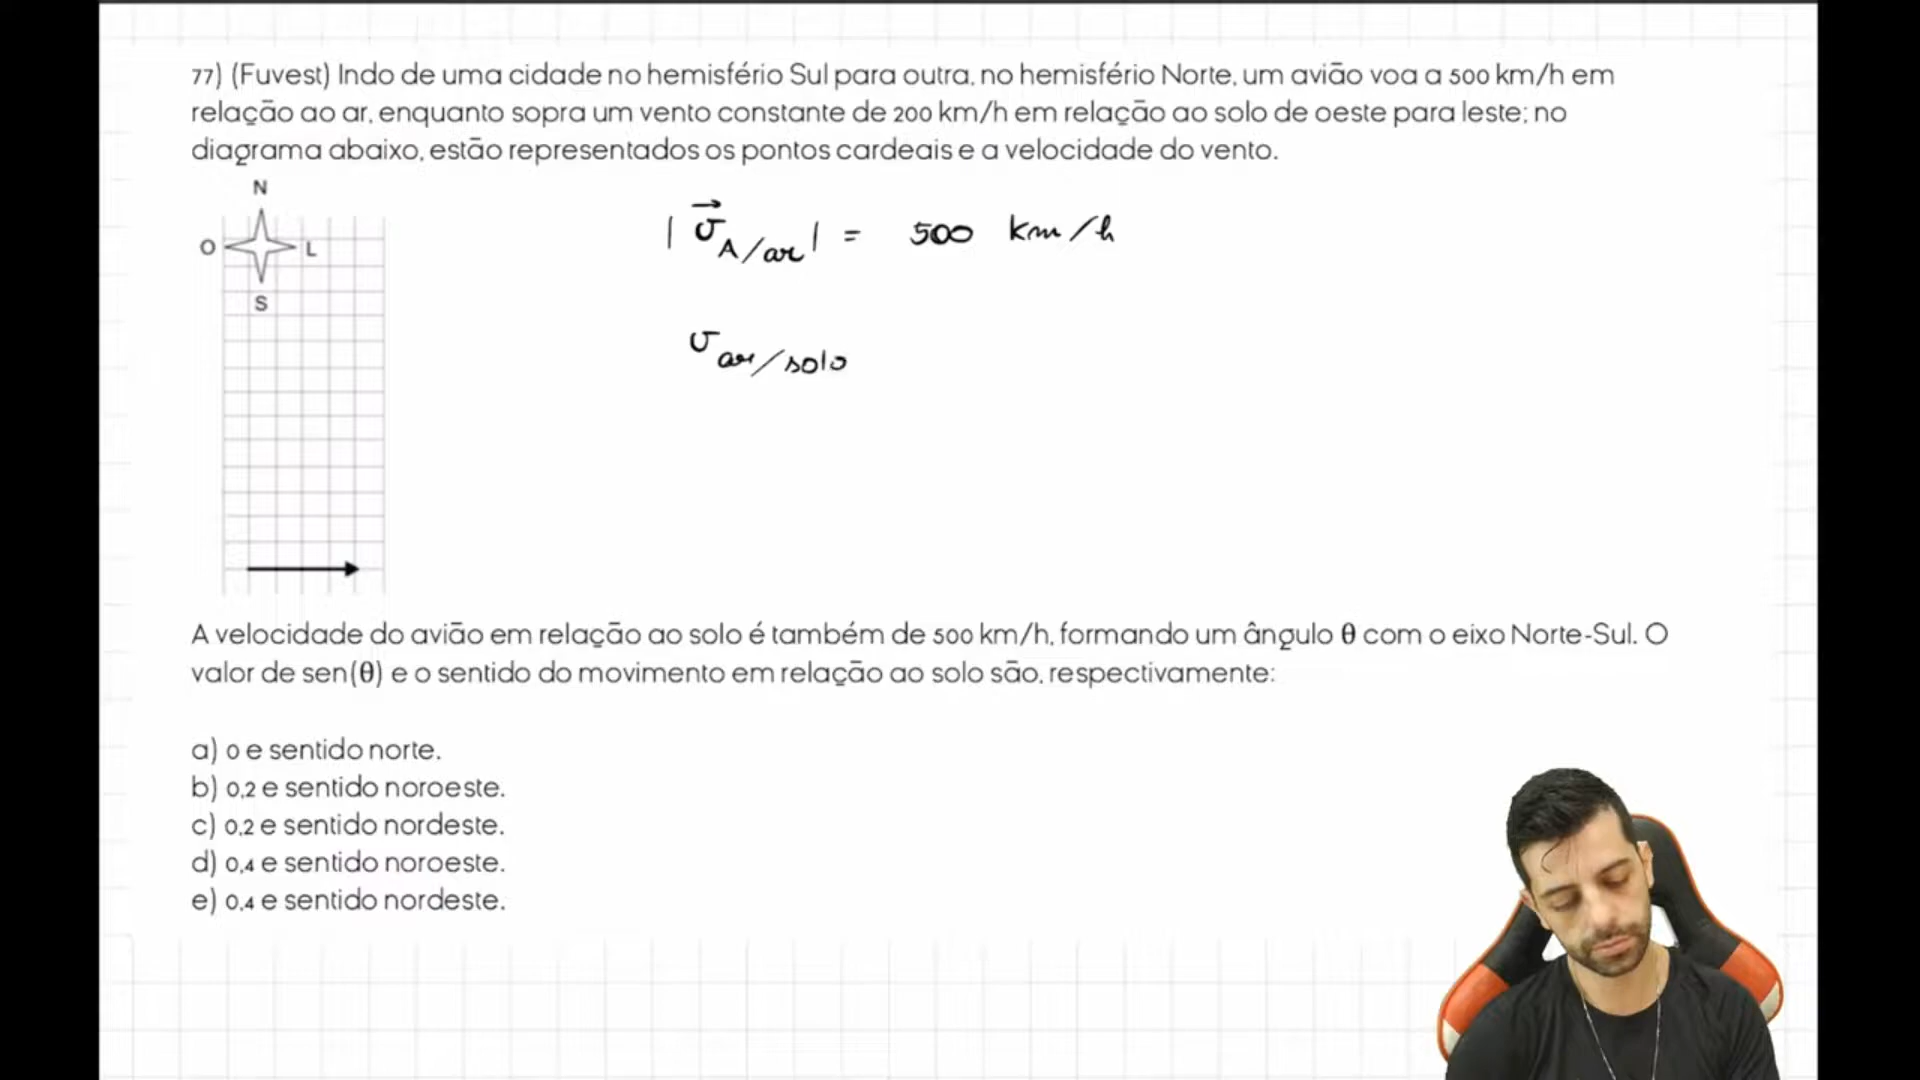 77) (Fuvest) Indo de uma cidade no hemisfério Sul para outra, no hemisfério Norte, um avião voa a 500 km/h em
relação ao ar, enquanto sopra um vento constante de 200 km/h em relação ao solo de oeste para leste; no
diagrama abaixo, estão representados os pontos cardeais e a velocidade do vento.
N
O L
S
|v⃗ A/ar| = 500 km/h
v ar/solo
A velocidade do avião em relação ao solo é também de 500 km/h, formando um ângulo θ com o eixo Norte-Sul. O
valor de sen(θ) e o sentido do movimento em relação ao solo são, respectivamente:
a) 0 e sentido norte.
b) 0,2 e sentido noroeste.
c) 0,2 e sentido nordeste.
d) 0,4 e sentido noroeste.
e) 0,4 e sentido nordeste.